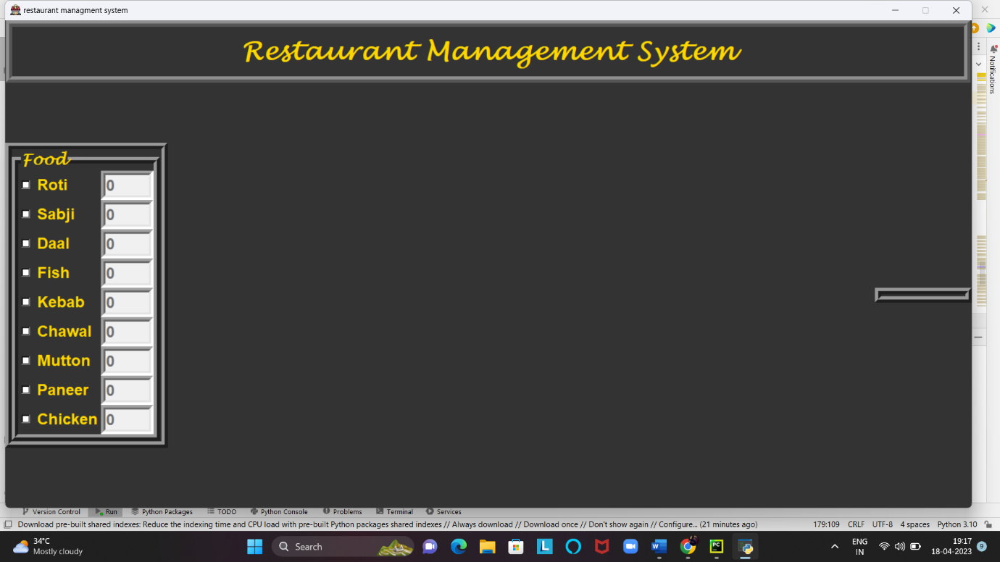 restaurant managment system
Restaurant Management System
Notifications
Food
Roti 0
Sabji 0
Daal 0
Fish 0
Kebab 0
Chawal 0
Mutton 0
Paneer 0
Chicken 0
Version Control Run Python Packages TODO Python Console Problems Terminal Services
Download pre-built shared indexes: Reduce the indexing time and CPU load with pre-built Python packages shared indexes // Always download // Download once // Don't show again // Configure... (21 minutes ago) 179:109 CRLF UTF-8 4 spaces Python 3.10
34°C
Mostly cloudy
Search
L
W
PC
ENG
IN
19:17
18-04-2023
9